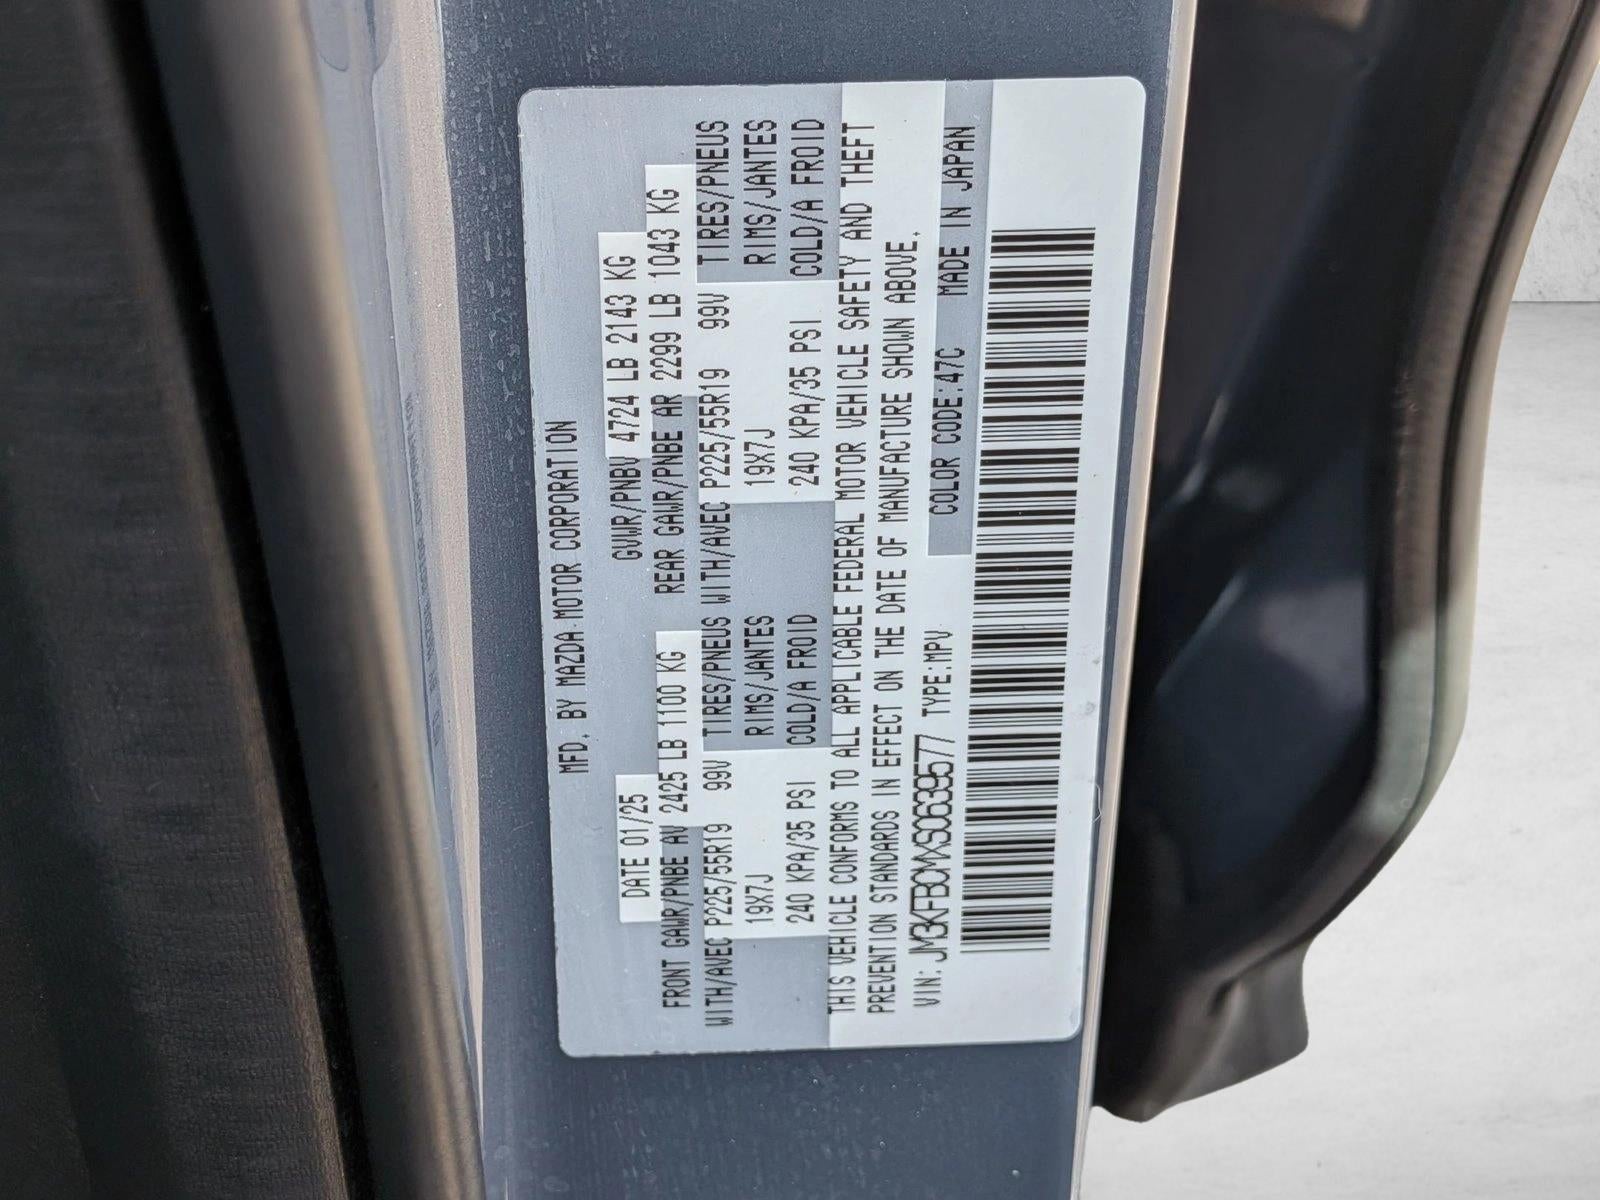 MFD. BY MAZDA MOTOR CORPORATION
DATE 01/25 GVWR/PNBV 4724 LB 2143 KG
FRONT GAWR/PNBE AV 2425 LB 1100 KG REAR GAWR/PNBE AR 2299 LB 1043 KG
WITH/AVEC P225/55R19 99V TIRES/PNEUS WITH/AVEC P225/55R19 99V TIRES/PNEUS
19X7J RIMS/JANTES 19X7J RIMS/JANTES
240 KPA/35 PSI COLD/A FROID 240 KPA/35 PSI COLD/A FROID
THIS VEHICLE CONFORMS TO ALL APPLICABLE FEDERAL MOTOR VEHICLE SAFETY AND THEFT
PREVENTION STANDARDS IN EFFECT ON THE DATE OF MANUFACTURE SHOWN ABOVE.
VIN: JM3KFBCMXS0639577 TYPE:MPV COLOR CODE:47C MADE IN JAPAN